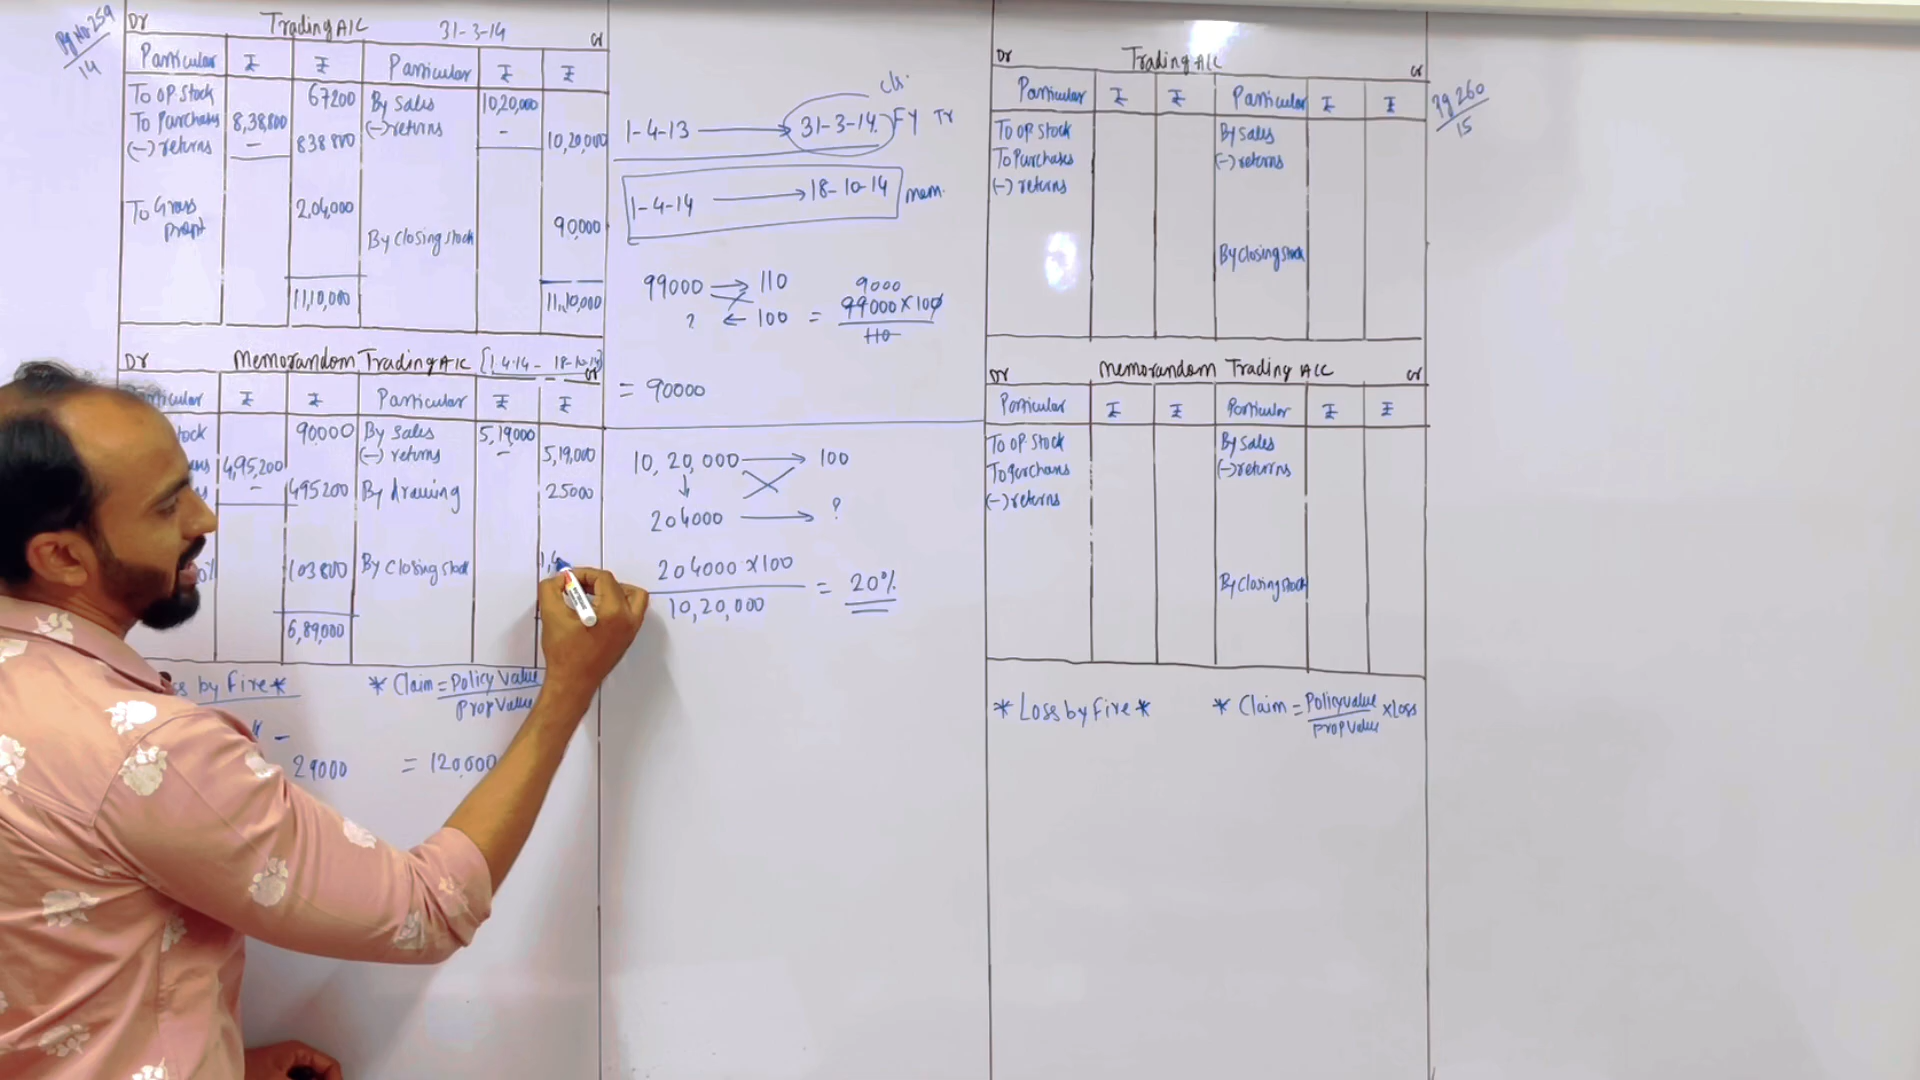 Pg No 259
14
Dr Trading A/C 31-3-14 cr
Particular ₹ ₹ Particular ₹ ₹
To OP. Stock 67200 By Sales 10,20,000
To Purchases 8,38,800 (-) returns -
(-) returns - 838800 10,20,000
To Gross 2,04,000
Profit
By Closing Stock 90,000
11,10,000 11,10,000
Dr Memorandom Trading A/C [1-4-14 - 18-10-14] cr
₹ ₹ Particular ₹ ₹
90000 By Sales 5,19,000
4,95,200 (-) returns - 5,19,000
- 495200 By drawing 25000
103800 By Closing Stock
6,89,000
by Fire * * Claim = Policy Value
Prop Value
29000 = 120,000
cls.
1-4-13 → 31-3-14. FY Tr
1-4-14 → 18-10-14 mem.
99000 → 110 9000
? ← 100 = 99000 × 100
110
= 90000
10,20,000 → 100
204000 → ?
204000 × 100
10,20,000 = 20%
Dr Trading A/C cr
Particular ₹ ₹ Particular ₹ ₹
To OP. Stock By Sales
To Purchases (-) returns
(-) returns
By Closing Stock
Pg 260
15
Dr Memorandom Trading A/C cr
Particular ₹ ₹ Particular ₹ ₹
To OP. Stock By Sales
To Purchases (-) returns
(-) returns
By Closing Stock
* Loss by Fire * * Claim = Policy value × Loss
Prop Value